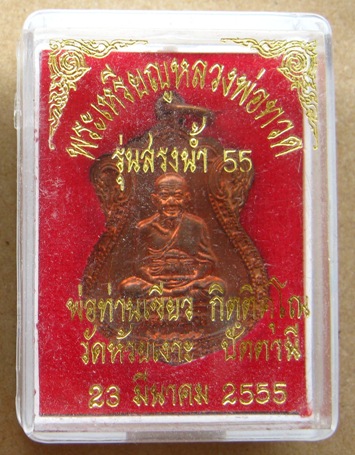 พระเหรียญหลวงพ่อทวด
รุ่นสรงน้ำ 55
พ่อท่านเขียว กิตติคุโณ
วัดห้วยเงาะ ปัตตานี
23 มีนาคม 2555